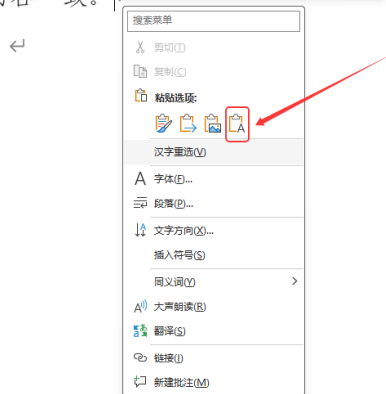 一致。
搜索菜单
剪切(T)
复制(C)
粘贴选项:
汉字重选(V)
字体(F)...
段落(P)...
文字方向(X)...
插入符号(S)
同义词(Y)
大声朗读(R)
翻译(S)
链接(I)
新建批注(M)